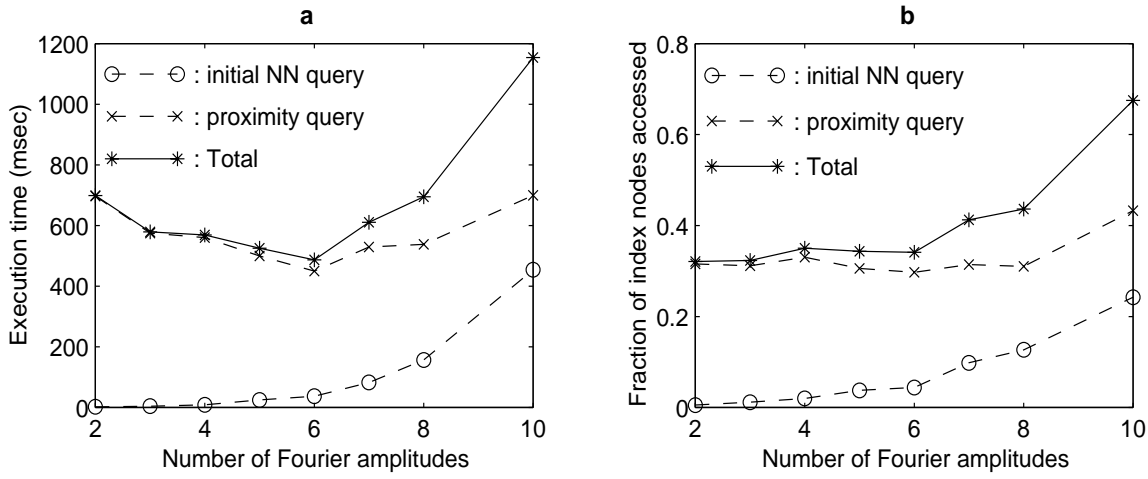 a
1200
1000
800
600
400
200
0
Execution time (msec)
: initial NN query
: proximity query
: Total
2
4
6
8
10
Number of Fourier amplitudes
b
0.8
0.6
0.4
0.2
0
Fraction of index nodes accessed
: initial NN query
: proximity query
: Total
2
4
6
8
10
Number of Fourier amplitudes